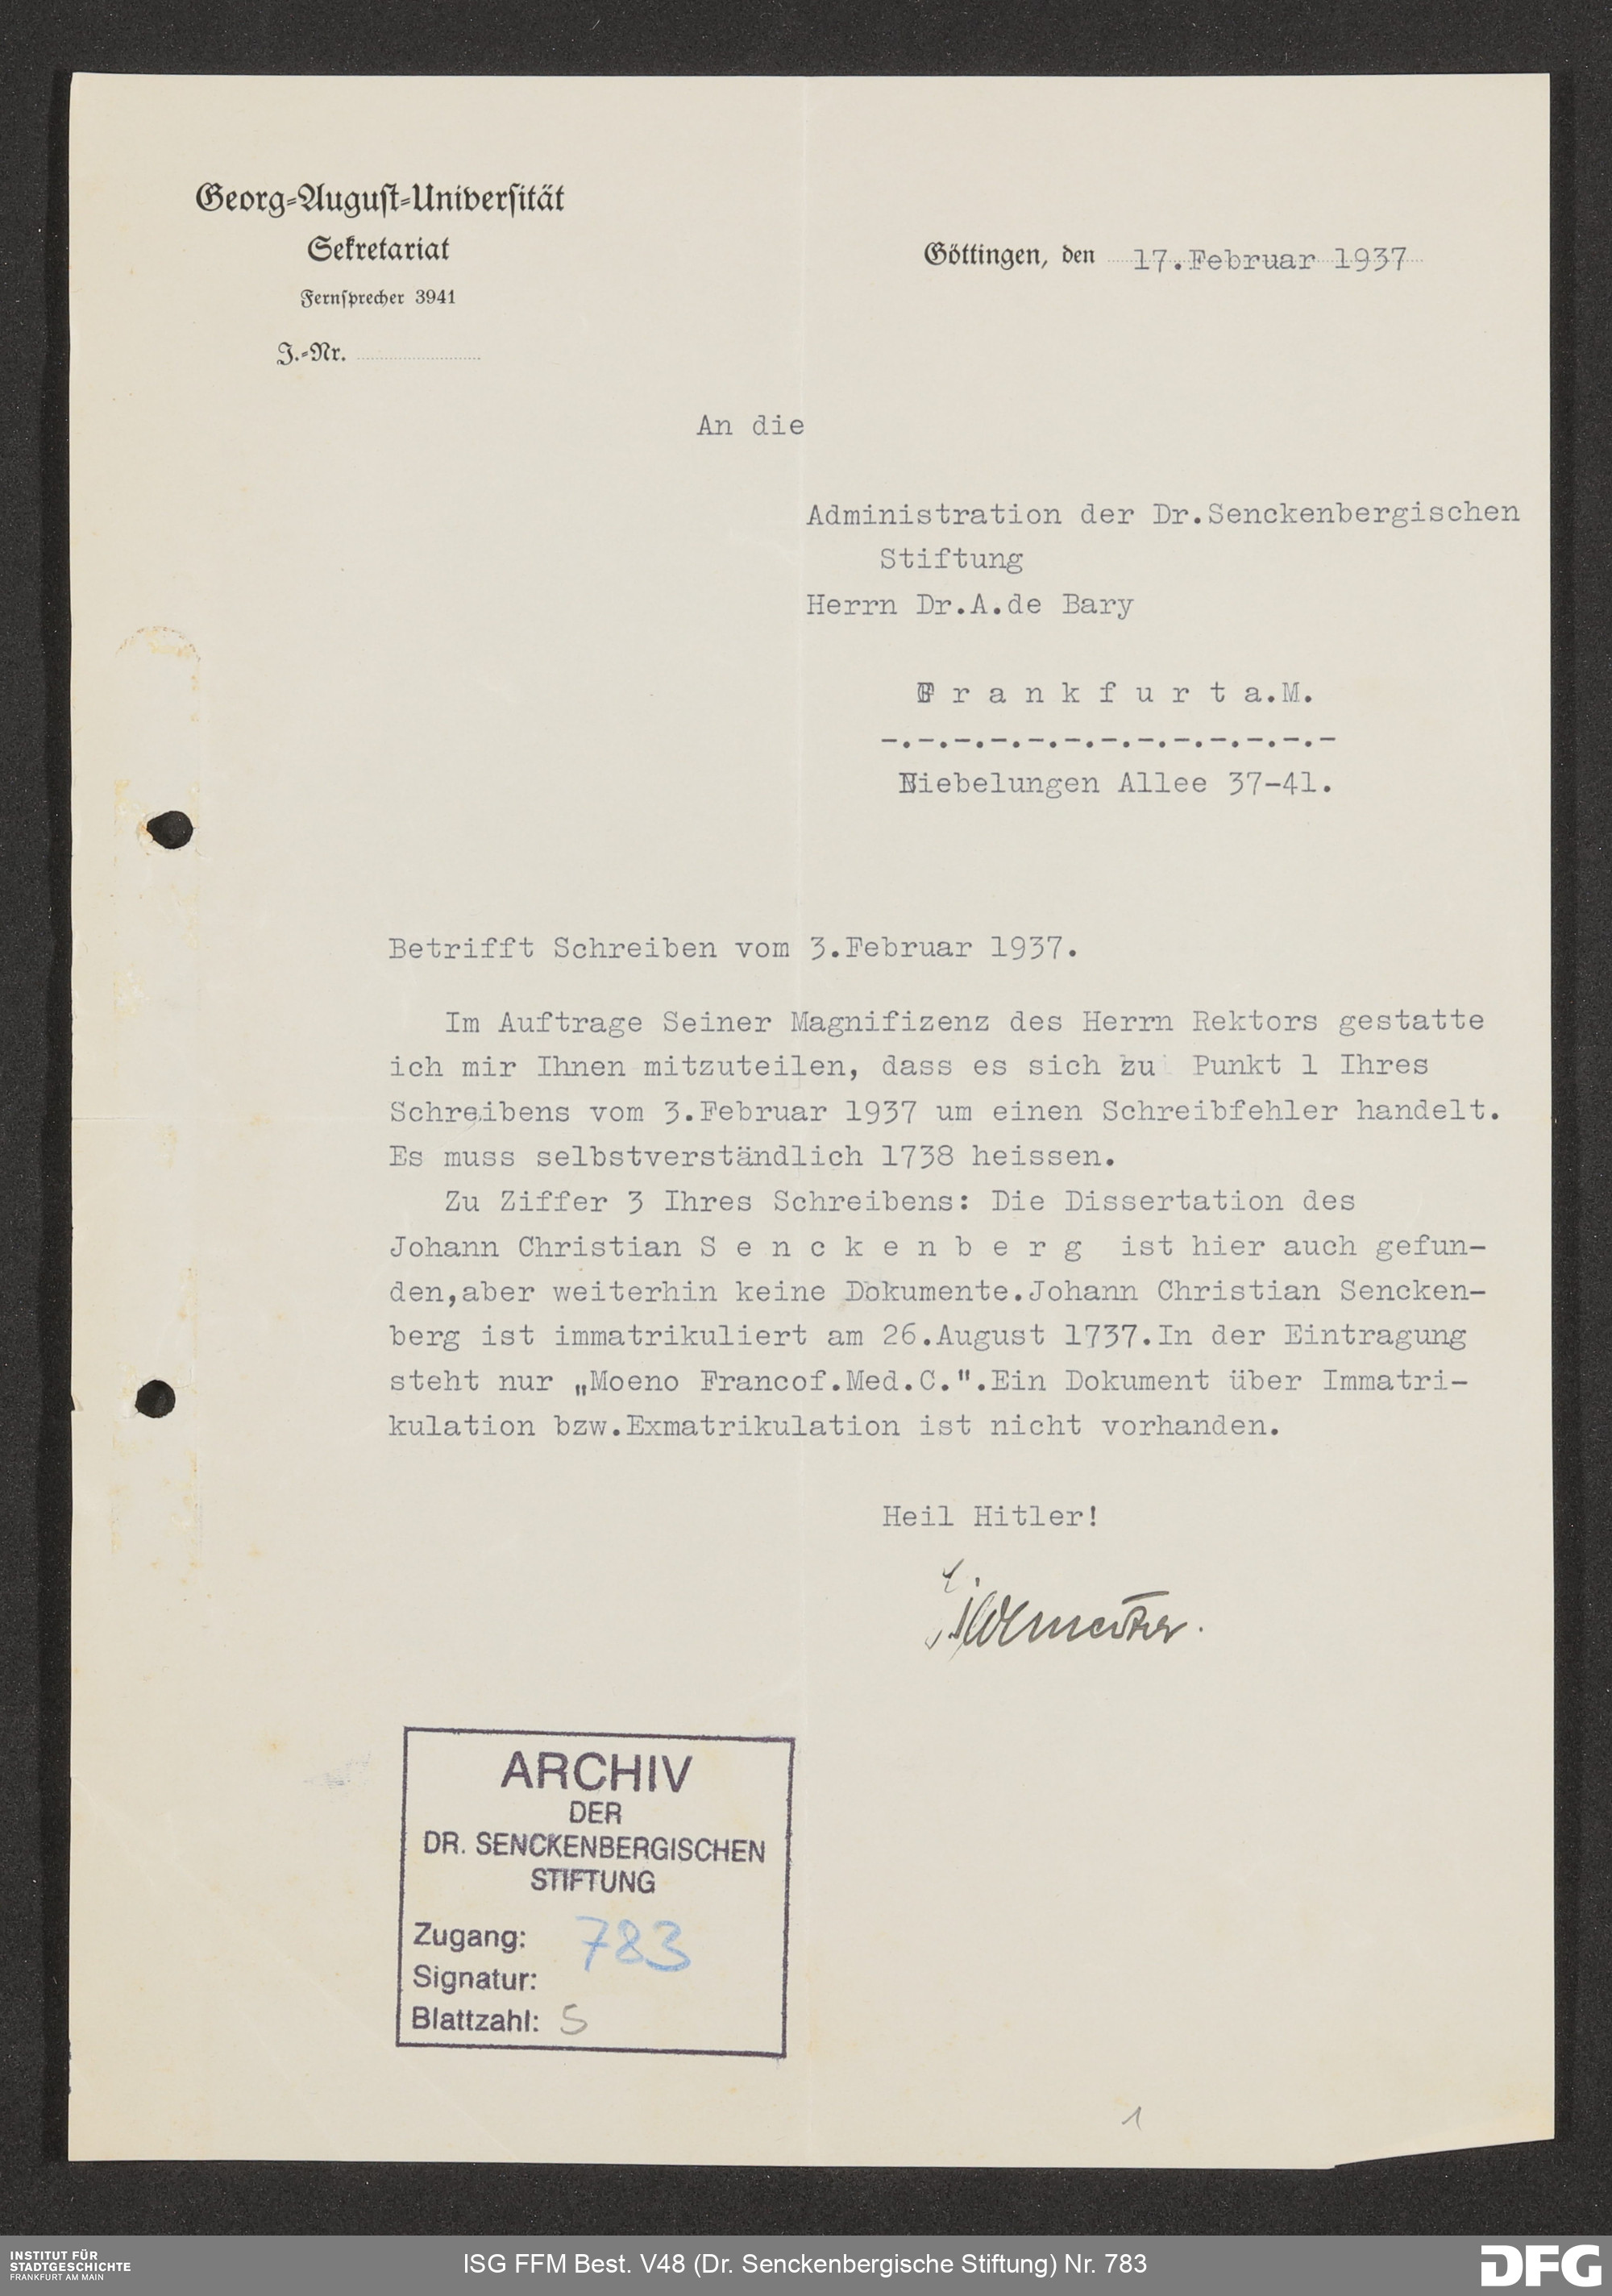 Georg-August-Universität
Sekretariat
Fernsprecher 3941
J.-Nr.
Göttingen, den 17.Februar 1937
An die
Administration der Dr.Senckenbergischen
Stiftung
Herrn Dr.A.de Bary
F r a n k f u r t a.M.
-.-.-.-.-.-.-.-.-.-.-.-.-
Niebelungen Allee 37-41.
Betrifft Schreiben vom 3.Februar 1937.
Im Auftrage Seiner Magnifizenz des Herrn Rektors gestatte
ich mir Ihnen mitzuteilen, dass es sich zu Punkt 1 Ihres
Schreibens vom 3.Februar 1937 um einen Schreibfehler handelt.
Es muss selbstverständlich 1738 heissen.
Zu Ziffer 3 Ihres Schreibens: Die Dissertation des
Johann Christian S e n c k e n b e r g ist hier auch gefun-
den,aber weiterhin keine Dokumente.Johann Christian Sencken-
berg ist immatrikuliert am 26.August 1737.In der Eintragung
steht nur „Moeno Francof.Med.C.".Ein Dokument über Immatri-
kulation bzw.Exmatrikulation ist nicht vorhanden.
Heil Hitler!
ARCHIV
DER
DR. SENCKENBERGISCHEN
STIFTUNG
Zugang: 783
Signatur:
Blattzahl: 5
1
INSTITUT FÜR
STADTGESCHICHTE
FRANKFURT AM MAIN
ISG FFM Best. V48 (Dr. Senckenbergische Stiftung) Nr. 783
DFG